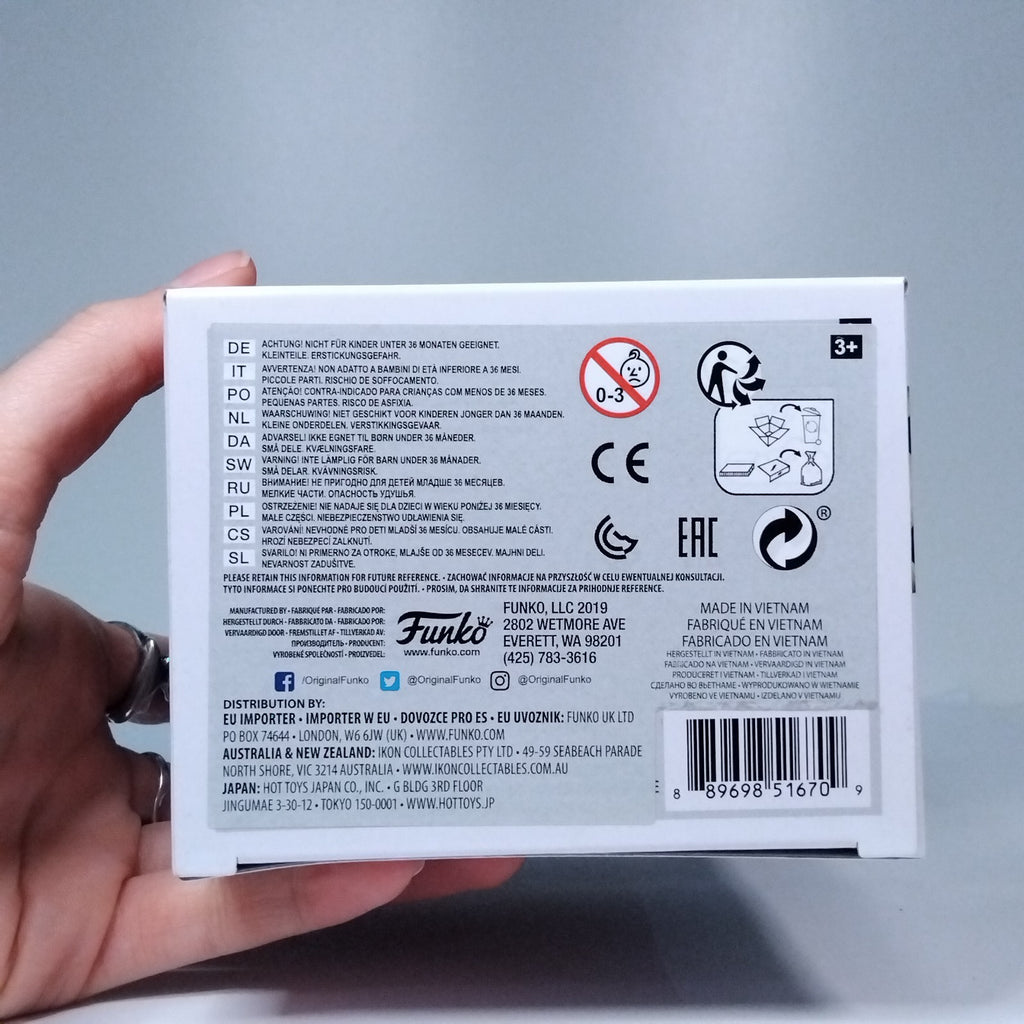 DE ACHTUNG! NICHT FÜR KINDER UNTER 36 MONATEN GEEIGNET.
KLEINTEILE. ERSTICKUNGSGEFAHR.
IT AVVERTENZA! NON ADATTO A BAMBINI DI ETÀ INFERIORE A 36 MESI.
PICCOLE PARTI. RISCHIO DE SOFFOCAMENTO.
PO ATENÇÃO! CONTRA-INDICADO PARA CRIANÇAS COM MENOS DE 36 MESES.
PEQUENAS PARTES. RISCO DE ASFIXIA.
NL WAARSCHUWING! NIET GESCHIKT VOOR KINDEREN JONGER DAN 36 MAANDEN.
KLEINE ONDERDELEN. VERSTIKKINGSGEVAAR.
DA ADVARSEL! IKKE EGNET TIL BØRN UNDER 36 MÅNEDER.
SMÅ DELE. KVÆLNINGSFARE.
SW VARNING! INTE LÄMPLIG FÖR BARN UNDER 36 MÅNADER.
SMÅ DELAR. KVÄVNINGSRISK.
RU ВНИМАНИЕ! НЕ ПРИГОДНО ДЛЯ ДЕТЕЙ МЛАДШЕ 36 МЕСЯЦЕВ.
МЕЛКИЕ ЧАСТИ. ОПАСНОСТЬ УДУШЬЯ.
PL OSTRZEŻENIE! NIE NADAJE SIĘ DLA DZIECI W WIEKU PONIŻEJ 36 MIESIĘCY.
MAŁE CZĘŚCI. NIEBEZPIECZEŃSTWO UDŁAWIENIA SIĘ.
CS VAROVÁNÍ! NEVHODNÉ PRO DETI MLADŠÍ 36 MĚSÍCU. OBSAHUJE MALÉ CÁSTI.
HROZÍ NEBEZPECÍ ZALKNUTÍ.
SL SVARILO! NI PRIMERNO ZA OTROKE, MLAJŠE OD 36 MESECEV. MAJHNI DELI.
NEVARNOST ZADUŠITVE.
0-3
3+
CE
EAC
®
PLEASE RETAIN THIS INFORMATION FOR FUTURE REFERENCE. • ZACHOWAĆ INFORMACJE NA PRZYSZŁOŚĆ W CELU EWENTUALNEJ KONSULTACJI.
TYTO INFORMACE SI PONECHTE PRO BUDOUCÍ POUŽITÍ. • PROSIM, DA SHRANITE TE INFORMACIJE ZA PRIHODNJE REFERENCE.
MANUFACTURED BY • FABRIQUÉ PAR • FABRICADO POR:
HERGESTELLT DURCH • FABBRICATO DA • FABRICADO POR:
VERVAARDIGD DOOR • FREMSTILLET AF • TILLVERKAD AV:
ПРОИЗВОДИТЕЛЬ • PRODUCENT:
VYROBENÉ SPOLEČNOSTÍ • PROIZVEDEL:
Funko
www.funko.com
FUNKO, LLC 2019
2802 WETMORE AVE
EVERETT, WA 98201
(425) 783-3616
MADE IN VIETNAM
FABRIQUÉ EN VIETNAM
FABRICADO EN VIETNAM
HERGESTELLT IN VIETNAM • FABBRICATO IN VIETNAM
FABRICADO NA VIETNAM • VERVAARDIGD IN VIETNAM
PRODUCERET I VIETNAM • TILLVERKAD I VIETNAM
СДЕЛАНО ВО ВЬЕТНАМЕ • WYPRODUKOWANO W WIETNAMIE
VYROBENO VE VIETNAMU • IZDELANO V VIETNAMU
/OriginalFunko @OriginalFunko @OriginalFunko
DISTRIBUTION BY:
EU IMPORTER • IMPORTER W EU • DOVOZCE PRO ES • EU UVOZNIK: FUNKO UK LTD
PO BOX 74644 • LONDON, W6 6JW (UK) • WWW.FUNKO.COM
AUSTRALIA & NEW ZEALAND: IKON COLLECTABLES PTY LTD • 49-59 SEABEACH PARADE
NORTH SHORE, VIC 3214 AUSTRALIA • WWW.IKONCOLLECTABLES.COM.AU
JAPAN: HOT TOYS JAPAN CO., INC. • G BLDG 3RD FLOOR
JINGUMAE 3-30-12 • TOKYO 150-0001 • WWW.HOTTOYS.JP
8 89698 51670 9